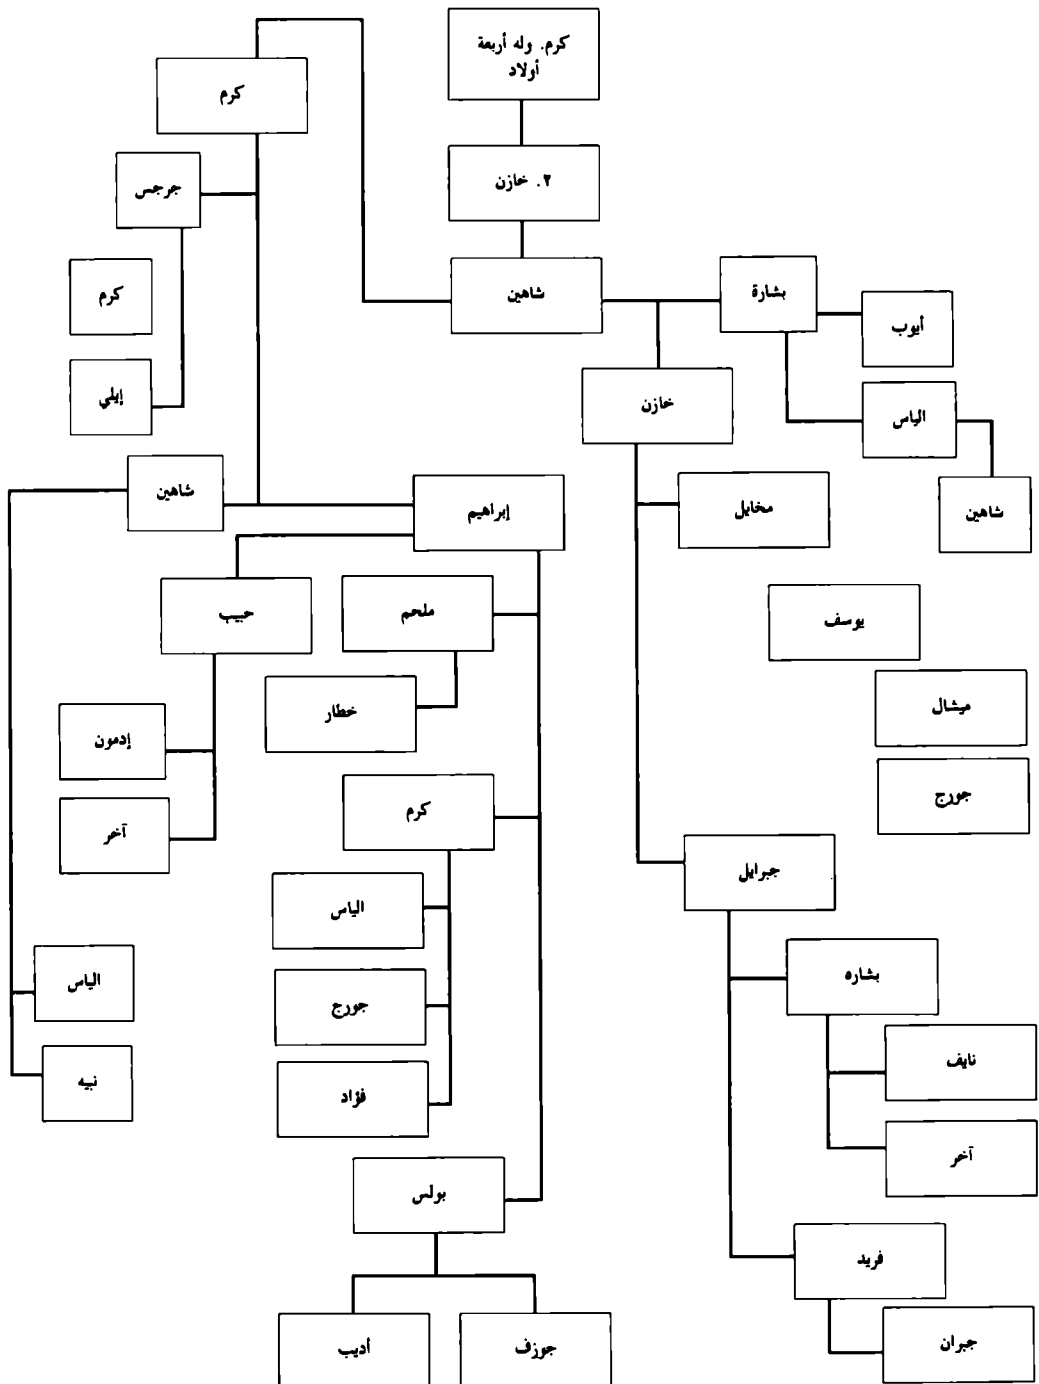 كرم. وله أربعة
أولاد
كرم
٢. خازن
جرجس
شاهين
بشارة
كرم
أيوب
إيلي
خازن
الياس
شاهين
إبراهيم
مخايل
شاهين
حبيب
ملحم
يوسف
خطار
ميشال
إدمون
جورج
كرم
آخر
جبرايل
الياس
بشاره
الياس
جورج
نايف
نبيه
فؤاد
آخر
بولس
فريد
جبران
جوزف
أديب